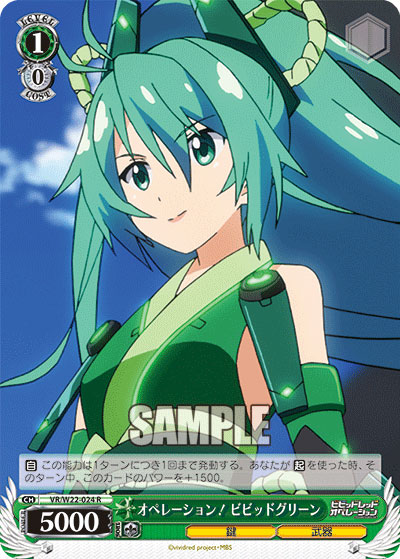 LEVEL
1
0
COST
SAMPLE
自 この能力は1ターンにつき1回まで発動する。あなたが 起 を使った時、そ
のターン中、このカードのパワーを+1500。
CH VR/W22-024 R
オペレーション！ビビッドグリーン
ビビッドレッド
オペレーション
5000
鍵
武器
©vividred project・MBS